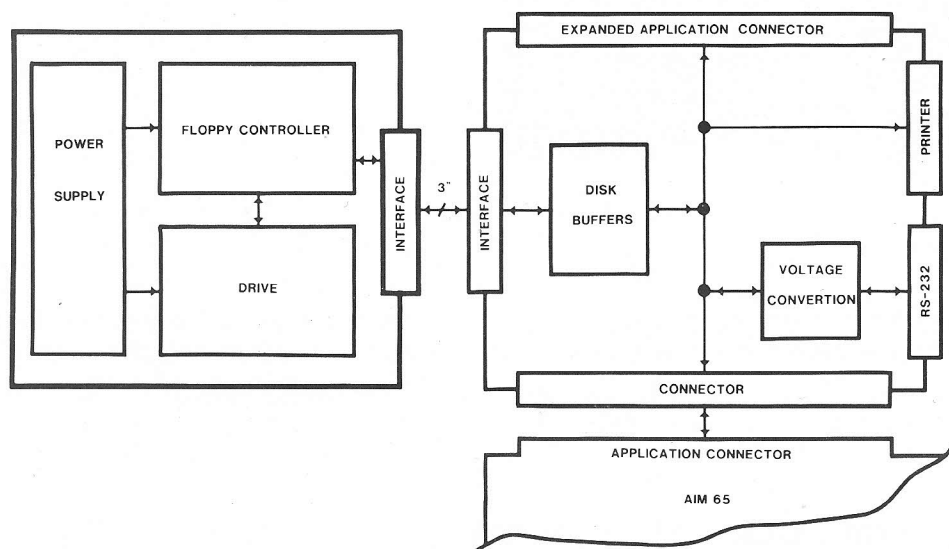 EXPANDED APPLICATION CONNECTOR
POWER
SUPPLY
FLOPPY CONTROLLER
DRIVE
INTERFACE
3"
INTERFACE
DISK
BUFFERS
PRINTER
VOLTAGE
CONVERTION
RS-232
CONNECTOR
APPLICATION CONNECTOR
AIM 65